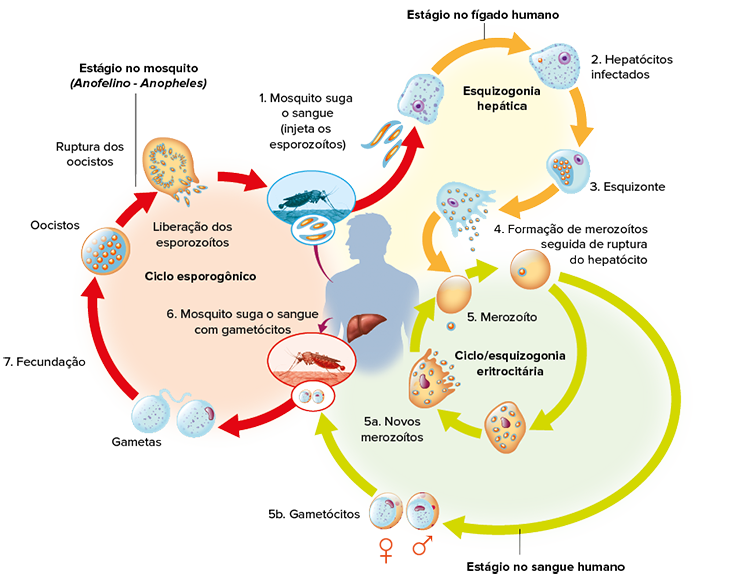 Estágio no fígado humano
Estágio no mosquito
(Anofelino - Anopheles)
1. Mosquito suga
o sangue
(injeta os
esporozoítos)
Esquizogonia
hepática
2. Hepatócitos
infectados
Ruptura dos
oocistos
3. Esquizonte
Oocistos
Liberação dos
esporozoítos
4. Formação de merozoítos
seguida de ruptura
do hepatócito
Ciclo esporogônico
6. Mosquito suga o sangue
com gametócitos
5. Merozoíto
7. Fecundação
Ciclo/esquizogonia
eritrocitária
5a. Novos
merozoítos
Gametas
5b. Gametócitos
♀ ♂
Estágio no sangue humano